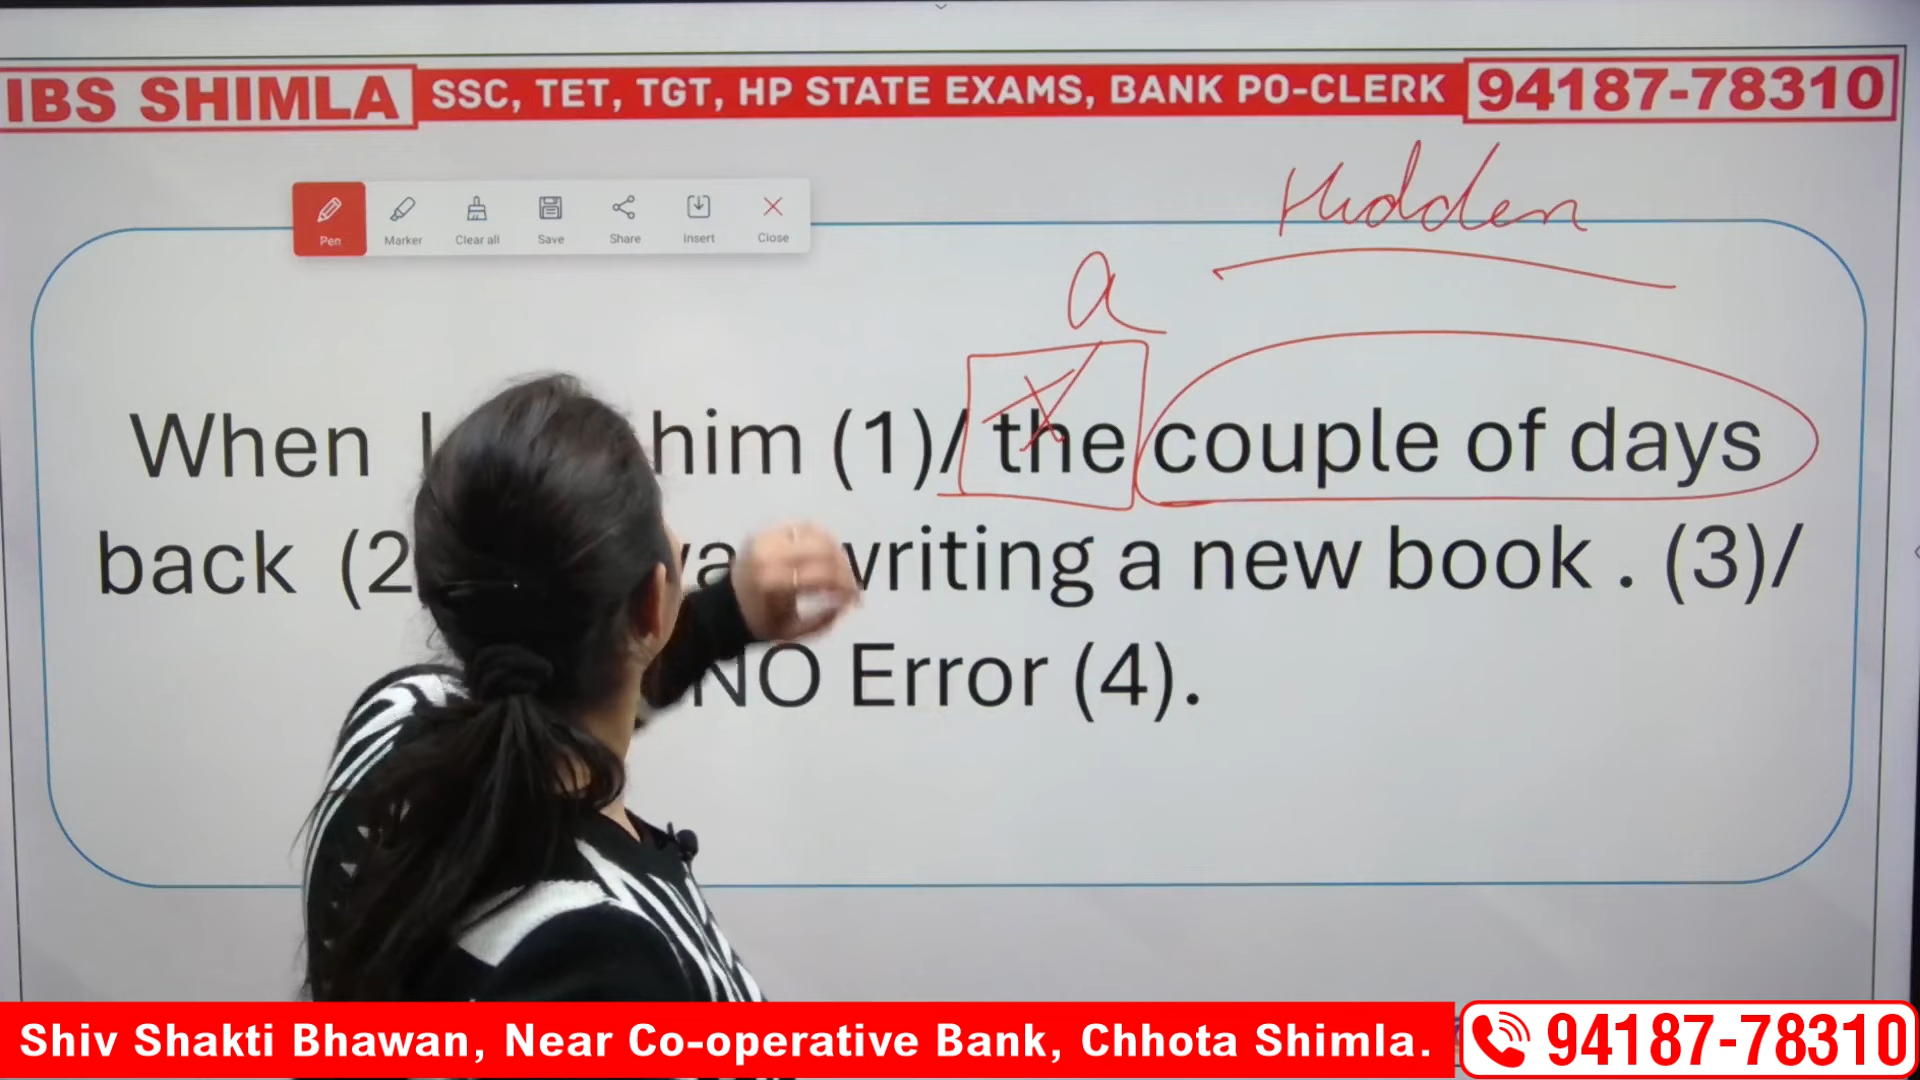 IBS SHIMLA SSC, TET, TGT, HP STATE EXAMS, BANK PO-CLERK 94187-78310
Hidden
Pen Marker Clear all Save Share Insert Close
a
When him (1)/ the couple of days
back (2 writing a new book . (3)/
NO Error (4).
Shiv Shakti Bhawan, Near Co-operative Bank, Chhota Shimla. 94187-78310